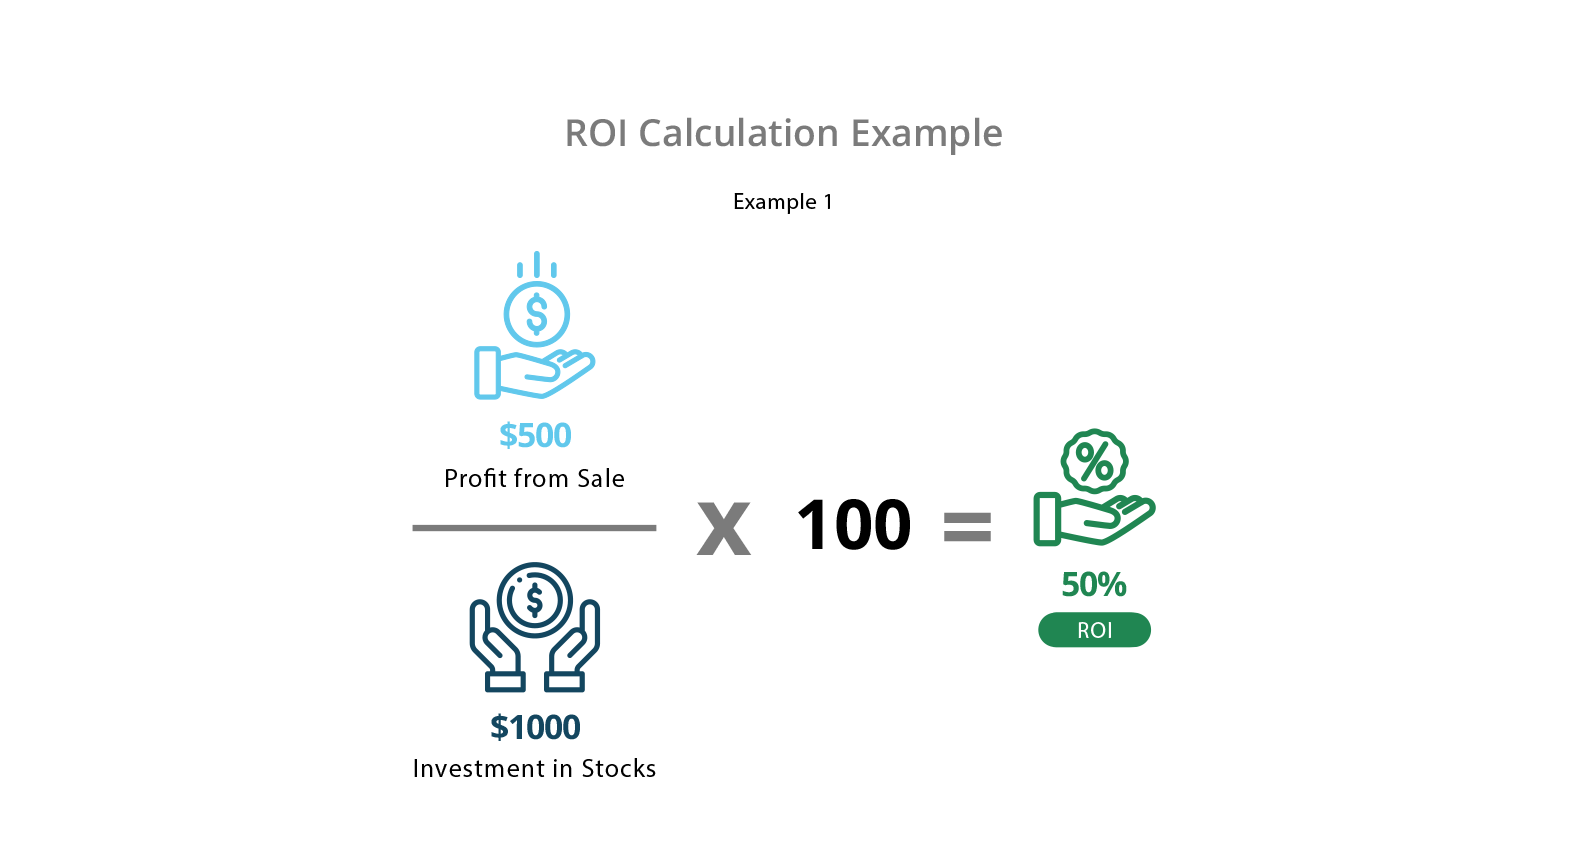 ROI Calculation Example
Example 1
$
$500
Profit from Sale
x 100 =
$
$1000
Investment in Stocks
%
50%
ROI